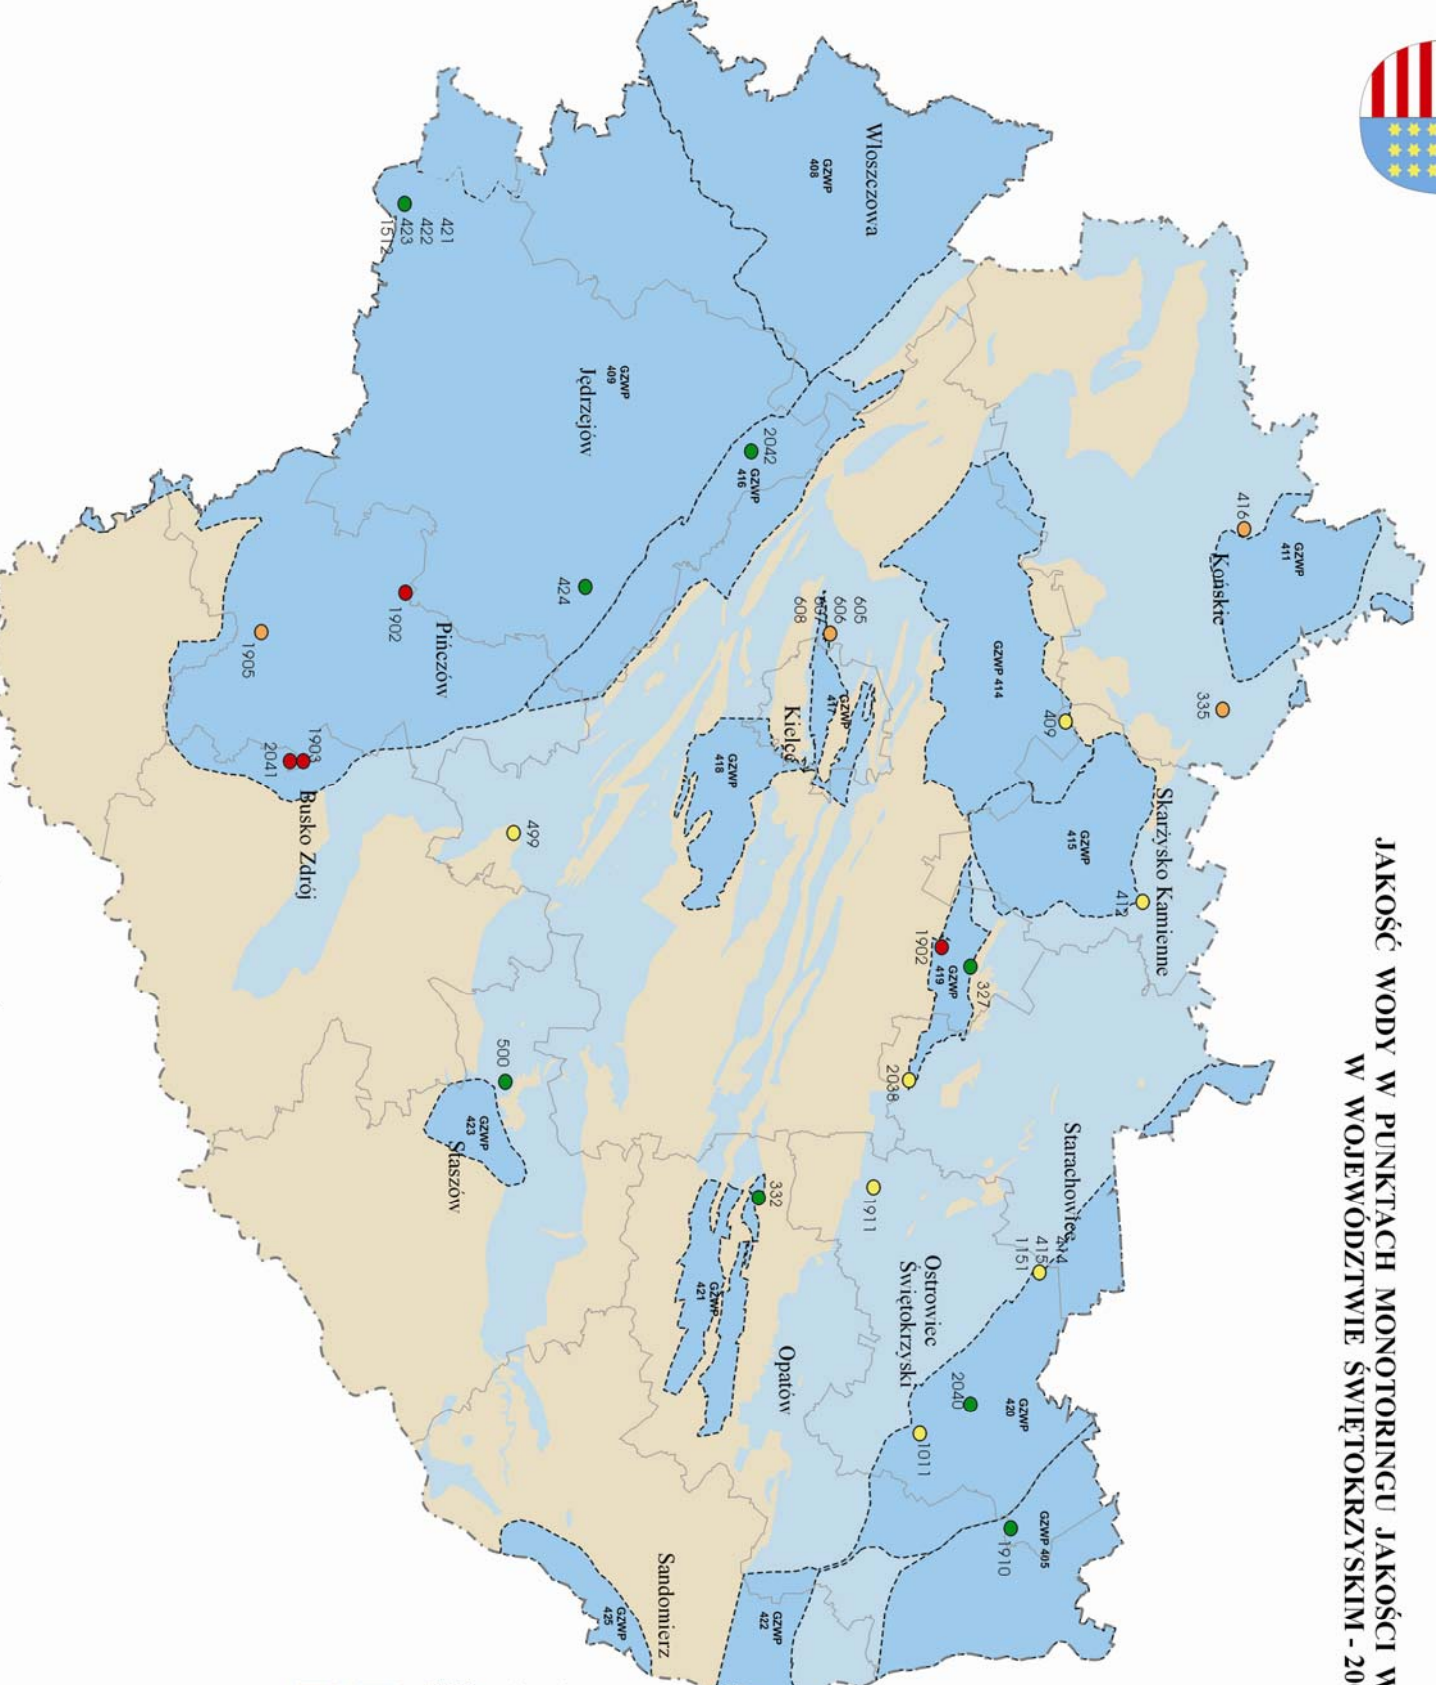 JAKOŚĆ WODY W PUNKTACH MONOTORINGU JAKOŚCI W
W WOJEWÓDZTWIE ŚWIĘTOKRZYSKIM - 20
GZWP
411
416
Końskie
335
Skarżysko Kamienne
412
GZWP
415
409
GZWP 414
Starachowice
414
415
1151
327
GZWP
419
1902
2038
1911
Ostrowiec
Świętokrzyski
GZWP
420
2040
1011
GZWP 405
1910
Włoszczowa
GZWP
408
605
606
607
608
GZWP
417
Kielce
GZWP
418
2042
GZWP
416
332
GZWP
421
Opatów
GZWP
422
Sandomierz
GZWP
425
GZWP
409
Jędrzejów
424
421
422
423
1512
Pińczów
1902
1905
1903
2041
Busko Zdrój
499
500
GZWP
423
Staszów